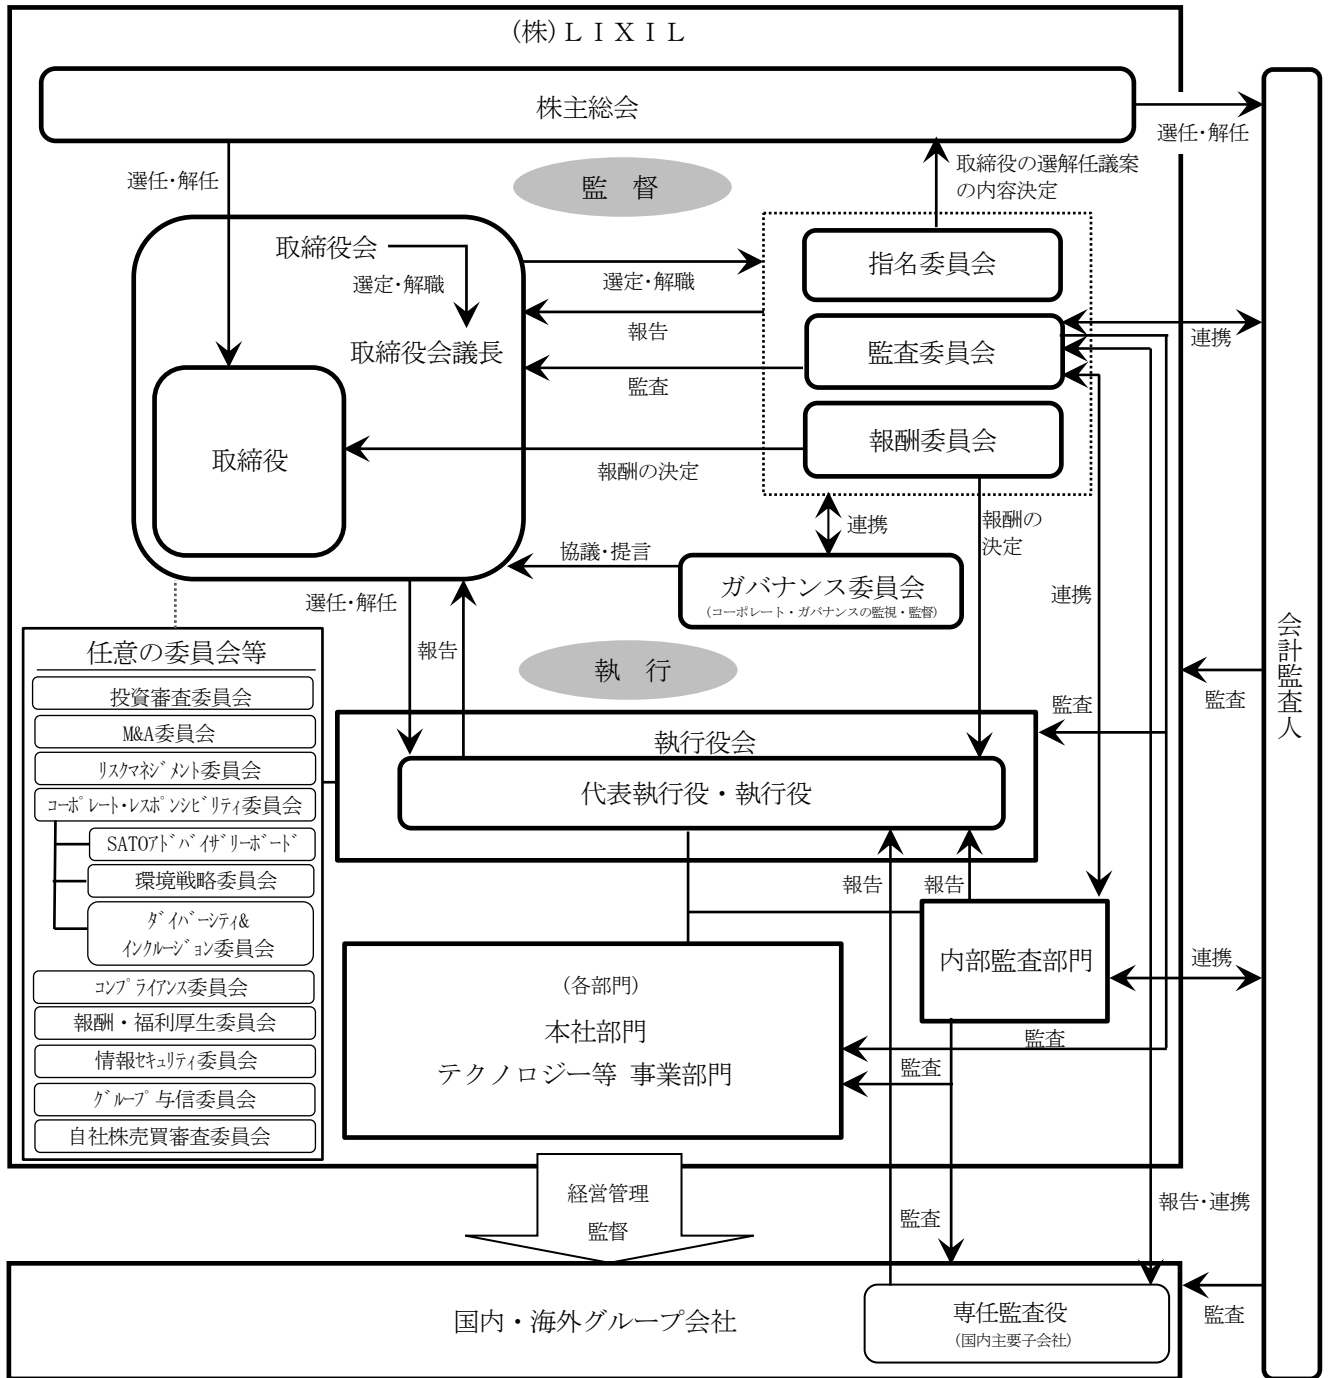 (株)ＬＩＸＩＬ
株主総会
選任･解任
選任･解任
監　督
取締役の選解任議案
の内容決定
取締役会
選定･解職
取締役会議長
取締役
選定･解職
報告
監査
報酬の決定
指名委員会
監査委員会
報酬委員会
連携
連携
報酬の
決定
協議･提言
ガバナンス委員会
(コーポレート・ガバナンスの監視・監督)
連携
選任･解任
報告
執　行
会計監査人
監査
監査
任意の委員会等
投資審査委員会
M&A委員会
ﾘｽｸﾏﾈｼﾞﾒﾝﾄ委員会
ｺｰﾎﾟﾚｰﾄ･ﾚｽﾎﾟﾝｼﾋﾞﾘﾃｨ委員会
SATOｱﾄﾞﾊﾞｲｻﾞﾘｰﾎﾞｰﾄﾞ
環境戦略委員会
ﾀﾞｲﾊﾞｰｼﾃｨ&
ｲﾝｸﾙｰｼﾞｮﾝ委員会
ｺﾝﾌﾟﾗｲｱﾝｽ委員会
報酬・福利厚生委員会
情報ｾｷｭﾘﾃｨ委員会
ｸﾞﾙｰﾌﾟ与信委員会
自社株売買審査委員会
執行役会
代表執行役・執行役
報告
報告
内部監査部門
連携
(各部門)
本社部門
テクノロジー等 事業部門
監査
監査
経営管理
監督
監査
報告･連携
国内・海外グループ会社
専任監査役
(国内主要子会社)
監査